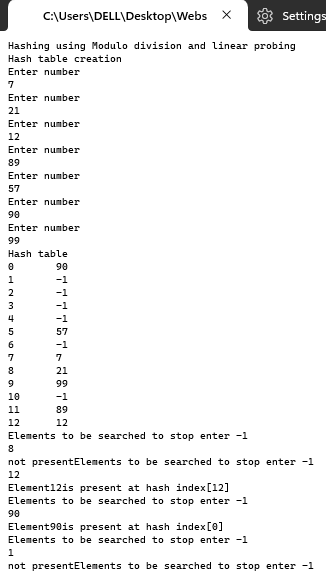 C:\Users\DELL\Desktop\Webs
Settings
Hashing using Modulo division and linear probing
Hash table creation
Enter number
7
Enter number
21
Enter number
12
Enter number
89
Enter number
57
Enter number
90
Enter number
99
Hash table
0 90
1 -1
2 -1
3 -1
4 -1
5 57
6 -1
7 7
8 21
9 99
10 -1
11 89
12 12
Elements to be searched to stop enter -1
8
not presentElements to be searched to stop enter -1
12
Element12is present at hash index[12]
Elements to be searched to stop enter -1
90
Element90is present at hash index[0]
Elements to be searched to stop enter -1
1
not presentElements to be searched to stop enter -1